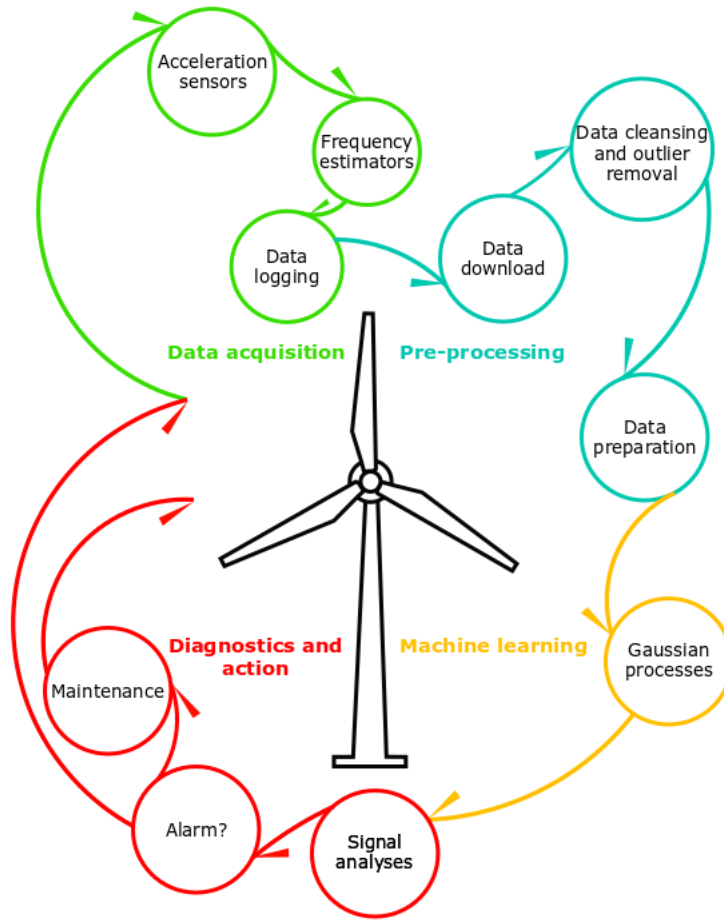 Acceleration
sensors
Frequency
estimators
Data
logging
Data
download
Data cleansing
and outlier
removal
Data acquisition
Pre-processing
Data
preparation
Gaussian
processes
Machine learning
Diagnostics and
action
Signal
analyses
Alarm?
Maintenance